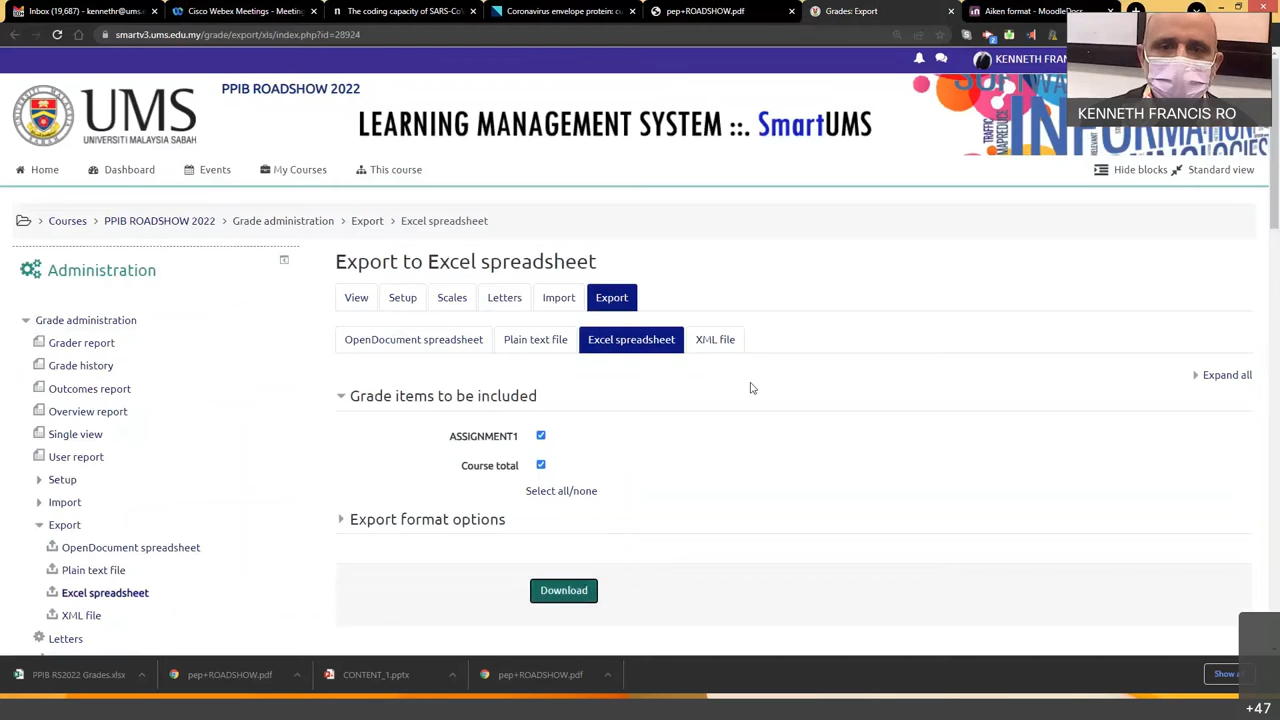 Inbox (19,687) - kenneth@ums.
Cisco Webex Meetings - Meetin
The coding capacity of SARS-Co
Coronavirus envelope protein: cu
pep+ROADSHOW.pdf
Grades: Export
Aiken format - MoodleDocs
smartv3.ums.edu.my/grade/export/xls/index.php?id=28924
KENNETH FRAN
KENNETH FRANCIS RO
UMS
UNIVERSITI MALAYSIA SABAH
PPIB ROADSHOW 2022
LEARNING MANAGEMENT SYSTEM ::. SmartUMS
Home
Dashboard
Events
My Courses
This course
Hide blocks
Standard view
Courses > PPIB ROADSHOW 2022 > Grade administration > Export > Excel spreadsheet
Administration
Grade administration
Grader report
Grade history
Outcomes report
Overview report
Single view
User report
Setup
Import
Export
OpenDocument spreadsheet
Plain text file
Excel spreadsheet
XML file
Letters
Export to Excel spreadsheet
View
Setup
Scales
Letters
Import
Export
OpenDocument spreadsheet
Plain text file
Excel spreadsheet
XML file
Expand all
Grade items to be included
ASSIGNMENT1
Course total
Select all/none
Export format options
Download
PPIB RS2022 Grades.xlsx
pep+ROADSHOW.pdf
CONTENT_1.pptx
pep+ROADSHOW.pdf
Show a
+47